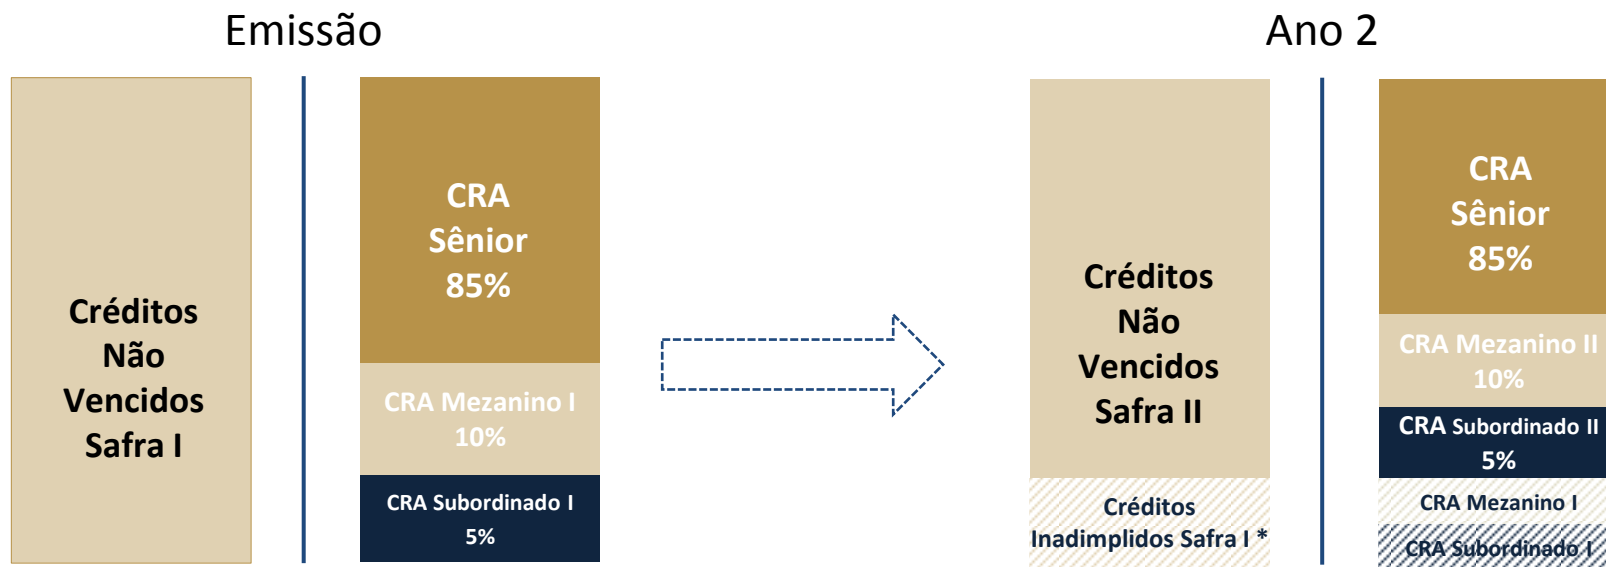 Emissão
Créditos
Não
Vencidos
Safra I
CRA
Sênior
85%
CRA Mezanino I
10%
CRA Subordinado I
5%
Ano 2
Créditos
Não
Vencidos
Safra II
Créditos
Inadimplidos Safra I *
CRA
Sênior
85%
CRA Mezanino II
10%
CRA Subordinado II
5%
CRA Mezanino I
CRA Subordinado I